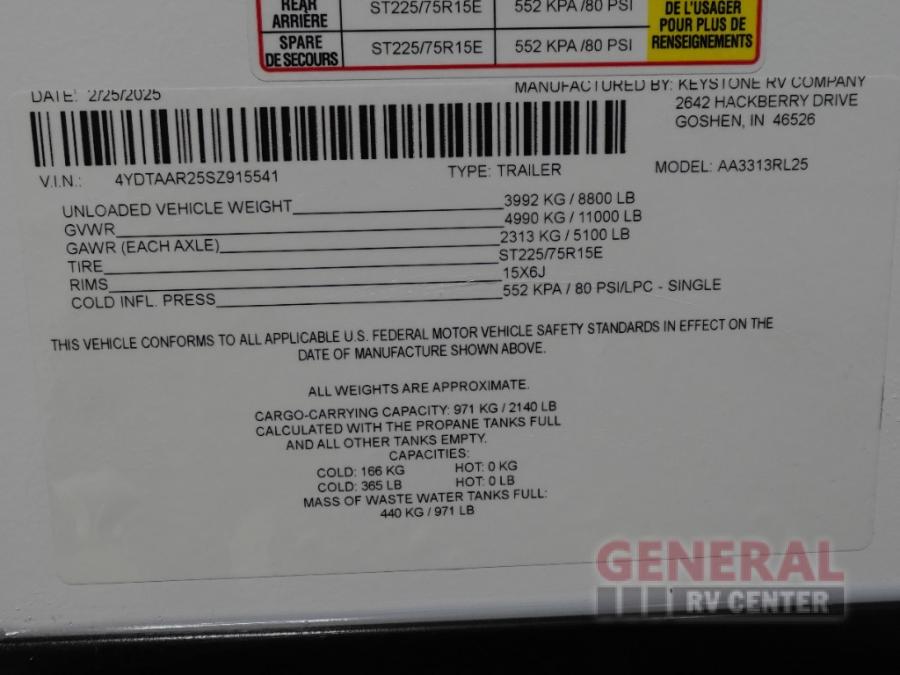 REAR
ARRIÈRE
ST225/75R15E
552 KPA /80 PSI
SPARE
DE SECOURS
ST225/75R15E
552 KPA /80 PSI
DE L'USAGER
POUR PLUS DE
RENSEIGNEMENTS
DATE: 2/25/2025
MANUFACTURED BY: KEYSTONE RV COMPANY
2642 HACKBERRY DRIVE
GOSHEN, IN 46526
V.I.N.: 4YDTAAR25SZ915541 TYPE: TRAILER MODEL: AA3313RL25
UNLOADED VEHICLE WEIGHT 3992 KG / 8800 LB
GVWR 4990 KG / 11000 LB
GAWR (EACH AXLE) 2313 KG / 5100 LB
TIRE ST225/75R15E
RIMS 15X6J
COLD INFL. PRESS 552 KPA / 80 PSI/LPC - SINGLE
THIS VEHICLE CONFORMS TO ALL APPLICABLE U.S. FEDERAL MOTOR VEHICLE SAFETY STANDARDS IN EFFECT ON THE
DATE OF MANUFACTURE SHOWN ABOVE.
ALL WEIGHTS ARE APPROXIMATE.
CARGO-CARRYING CAPACITY: 971 KG / 2140 LB
CALCULATED WITH THE PROPANE TANKS FULL
AND ALL OTHER TANKS EMPTY.
CAPACITIES:
COLD: 166 KG HOT: 0 KG
COLD: 365 LB HOT: 0 LB
MASS OF WASTE WATER TANKS FULL:
440 KG / 971 LB
GENERAL
RV CENTER